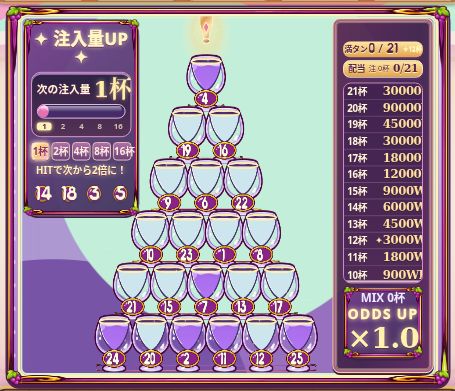 注入量UP
次の注入量 1杯
1 2 4 8 16
1杯 2杯 4杯 8杯 16杯
HITで次から2倍に！
14 18 3 5
4
19 16
9 6 22
10 23 1 8
21 15 7 13 17
24 20 2 11 12 25
満タン 0 / 21
配当 注0杯 0/21
21杯 30000
20杯 90000
19杯 45000
18杯 30000
17杯 18000
16杯 12000
15杯 9000W
14杯 6000W
13杯 4500W
12杯 3000W
11杯 1800W
10杯 900W
MIX 0杯
ODDS UP
×1.0